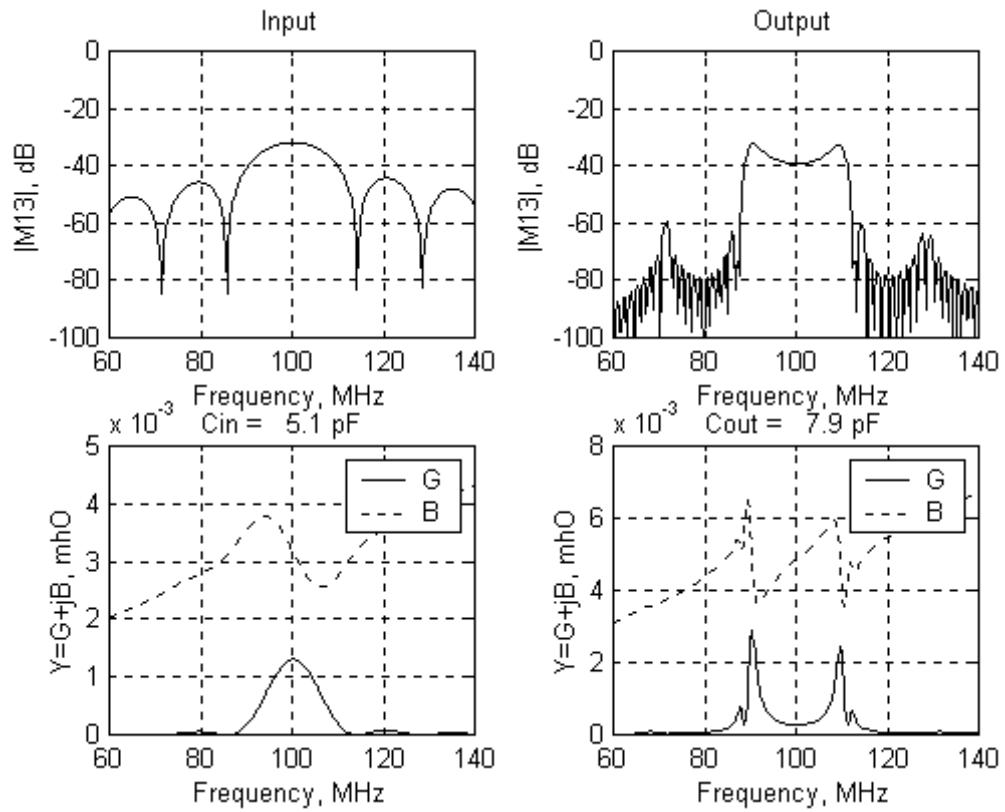 Input
Output
0
-20
-40
-60
-80
-100
|M13|, dB
60 80 100 120 140
Frequency, MHz
0
-20
-40
-60
-80
-100
|M13|, dB
60 80 100 120 140
Frequency, MHz
x 10^-3 Cin = 5.1 pF
5
4
3
2
1
0
Y=G+jB, mhO
G
B
60 80 100 120 140
Frequency, MHz
x 10^-3 Cout = 7.9 pF
8
6
4
2
0
Y=G+jB, mhO
G
B
60 80 100 120 140
Frequency, MHz